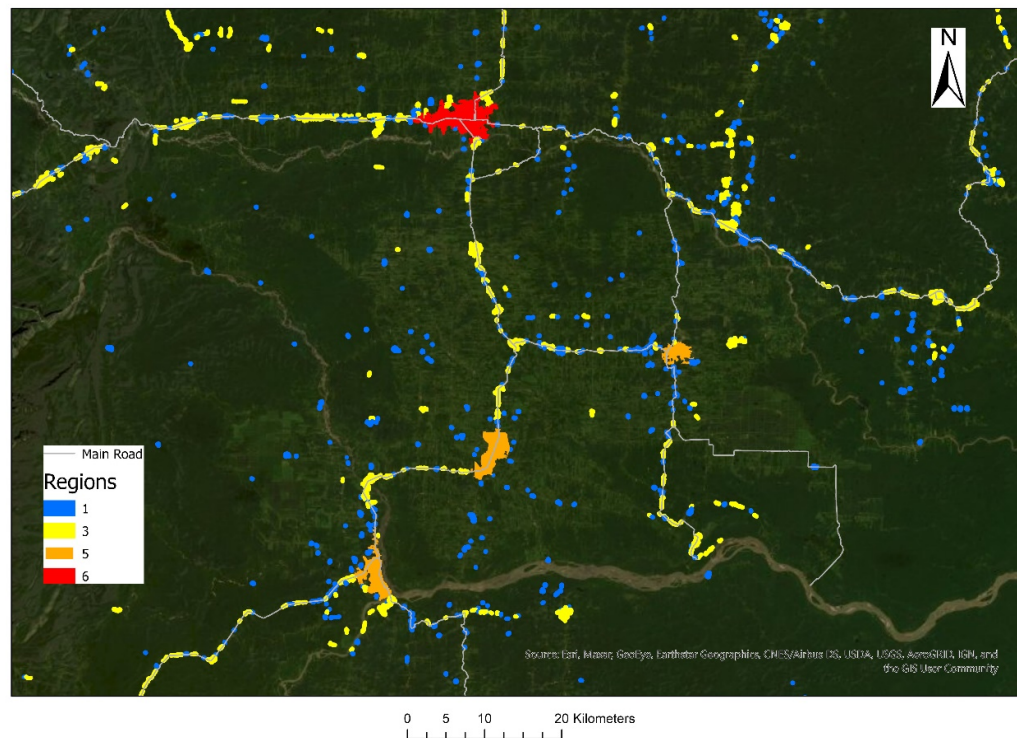 N
Main Road
Regions
1
3
5
6
Source: Esri, Maxar, GeoEye, Earthstar Geographics, CNES/Airbus DS, USDA, USGS, AeroGRID, IGN, and
the GIS User Community
0 5 10 20 Kilometers